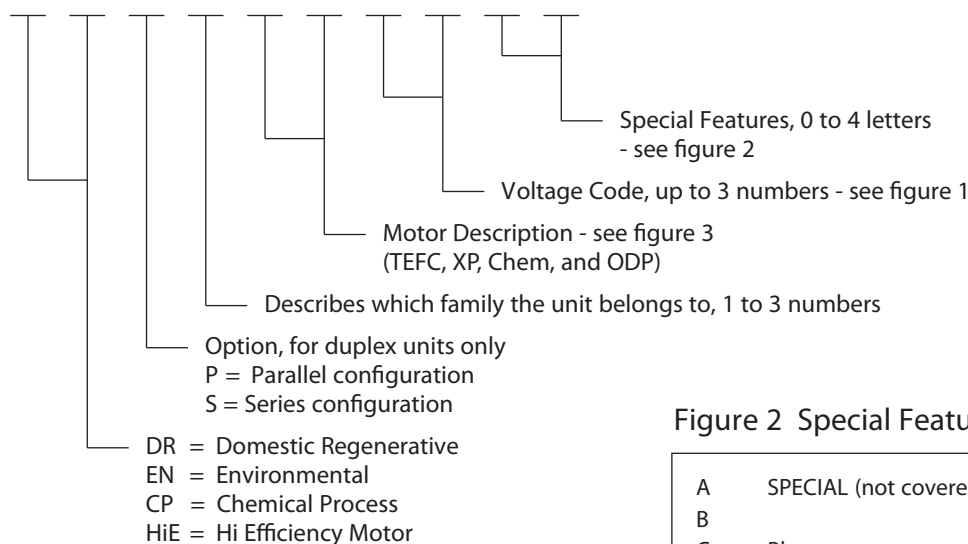 Special Features, 0 to 4 letters
- see figure 2
Voltage Code, up to 3 numbers - see figure 1
Motor Description - see figure 3
(TEFC, XP, Chem, and ODP)
Describes which family the unit belongs to, 1 to 3 numbers
Option, for duplex units only
P = Parallel configuration
S = Series configuration
DR = Domestic Regenerative
EN = Environmental
CP = Chemical Process
HiE = Hi Efficiency Motor
Figure 2 Special Featu
A SPECIAL (not covere
B